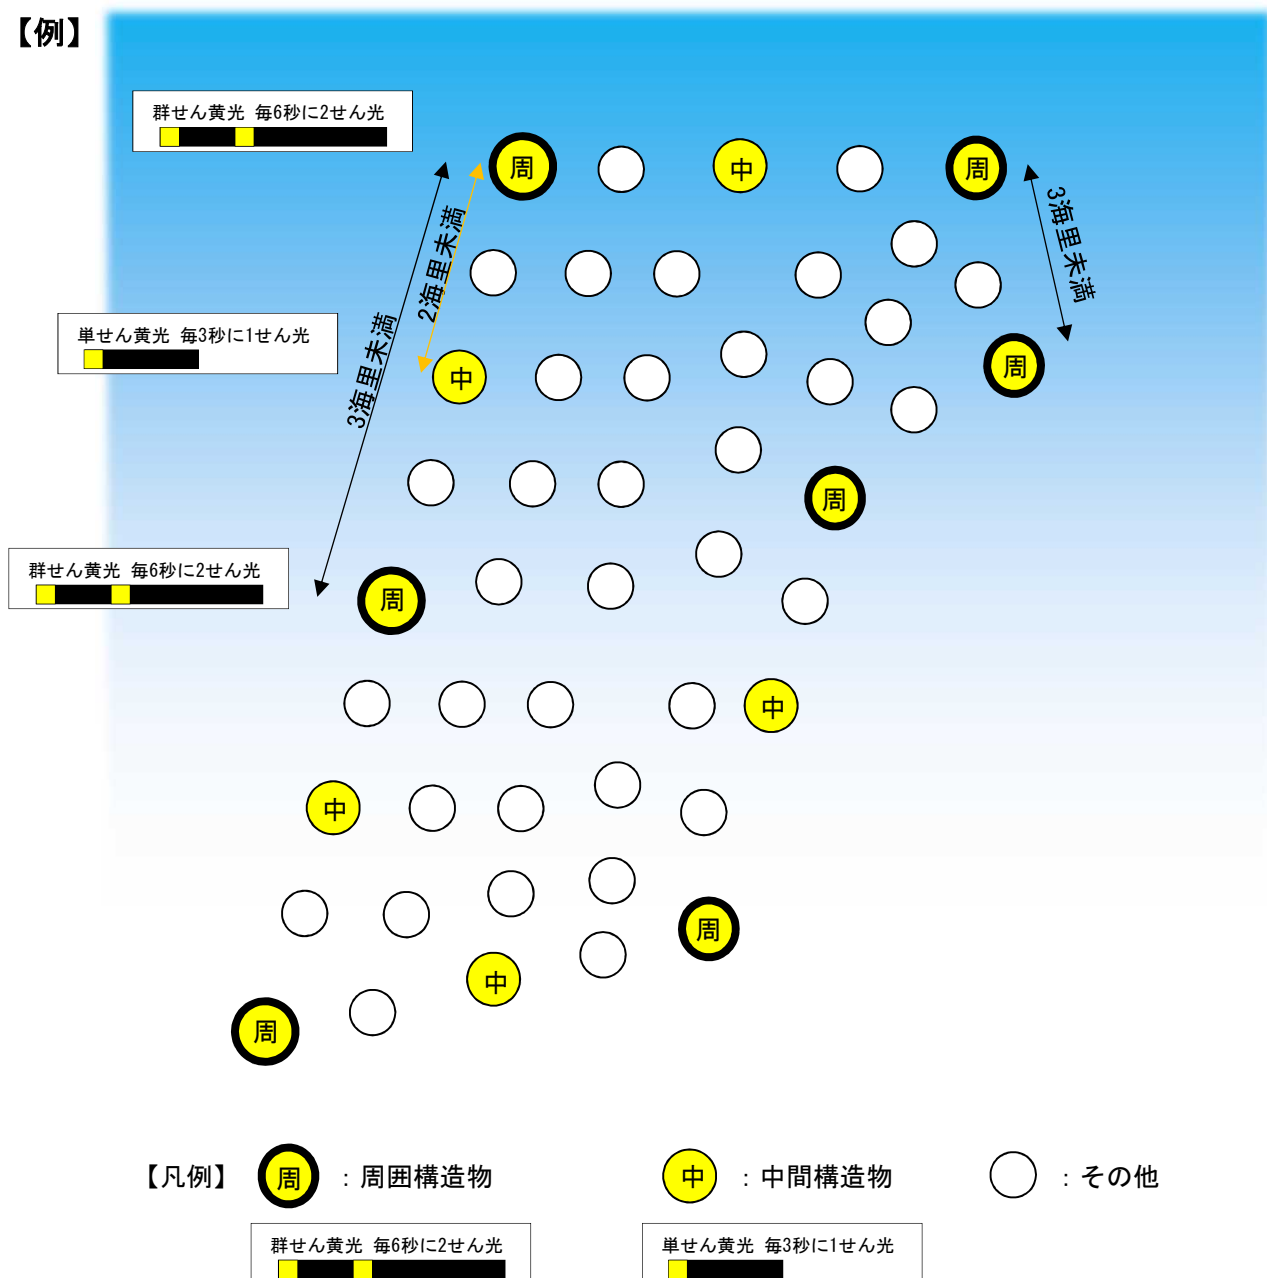 【例】
群せん黄光 毎6秒に2せん光
周
中
周
3海里未満
2海里未満
3海里未満
単せん黄光 毎3秒に1せん光
中
周
周
群せん黄光 毎6秒に2せん光
周
中
中
周
中
周
【凡例】 周 : 周囲構造物 中 : 中間構造物 : その他
群せん黄光 毎6秒に2せん光
単せん黄光 毎3秒に1せん光